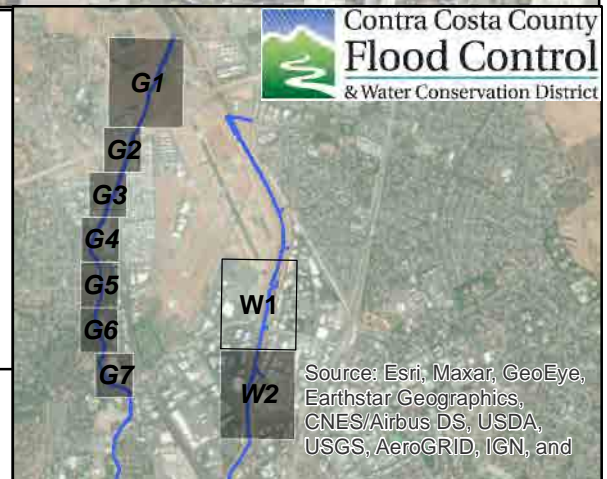 Contra Costa County
Flood Control
& Water Conservation District
G1
G2
G3
G4
G5
G6
G7
W1
W2
Source: Esri, Maxar, GeoEye,
Earthstar Geographics,
CNES/Airbus DS, USDA,
USGS, AeroGRID, IGN, and